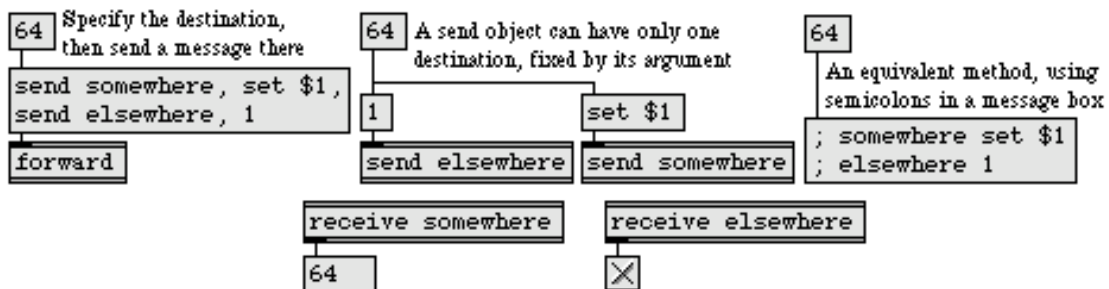 64
Specify the destination,
then send a message there
send somewhere, set $1,
send elsewhere, 1
forward
64
A send object can have only one
destination, fixed by its argument
1
set $1
send elsewhere
send somewhere
64
An equivalent method, using
semicolons in a message box
; somewhere set $1
; elsewhere 1
receive somewhere
64
receive elsewhere